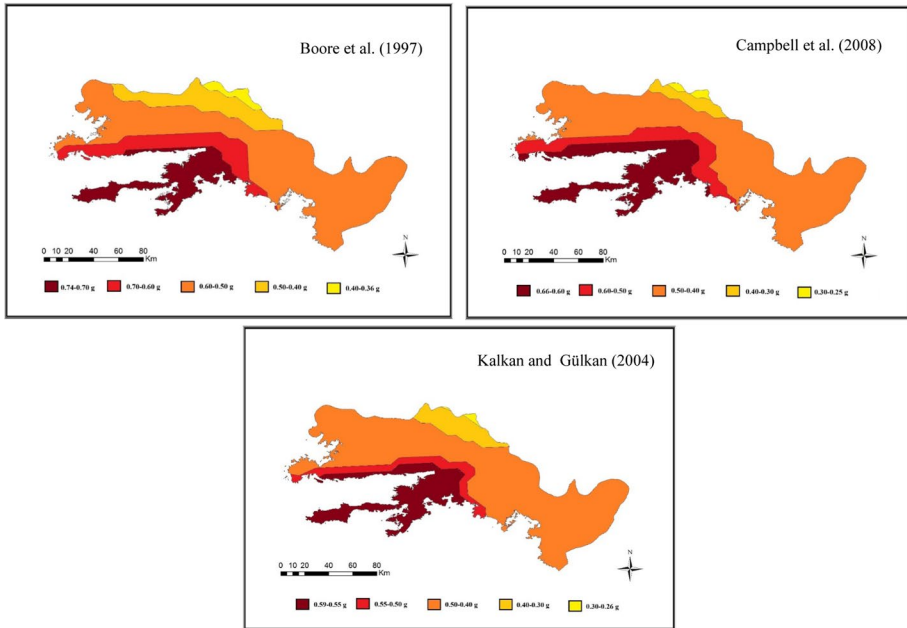 Boore et al. (1997)
N
0 10 20 40 60 80
Km
0.74-0.70 g 0.70-0.60 g 0.60-0.50 g 0.50-0.40 g 0.40-0.36 g
Campbell et al. (2008)
N
0 10 20 40 60 80
Km
0.66-0.60 g 0.60-0.50 g 0.50-0.40 g 0.40-0.30 g 0.30-0.25 g
Kalkan and Gülkan (2004)
N
0 10 20 40 60 80
Km
0.59-0.55 g 0.55-0.50 g 0.50-0.40 g 0.40-0.30 g 0.30-0.26 g